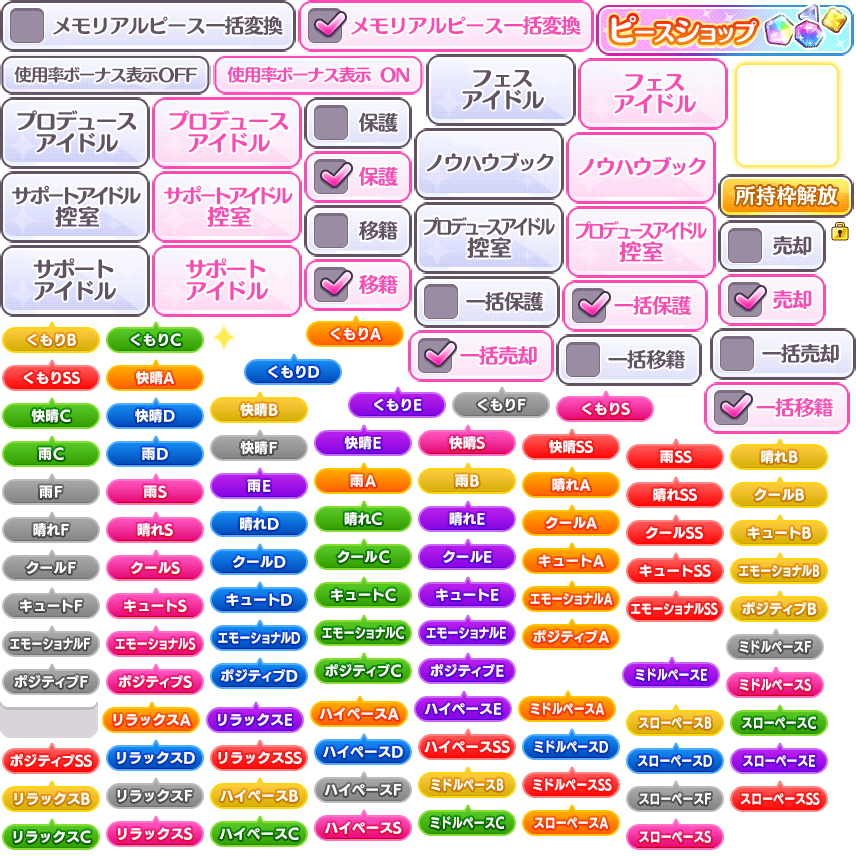 メモリアルピース一括変換
メモリアルピース一括変換
ピースショップ
使用率ボーナス表示OFF
使用率ボーナス表示 ON
フェス
アイドル
フェス
アイドル
プロデュース
アイドル
プロデュース
アイドル
保護
ノウハウブック
ノウハウブック
保護
サポートアイドル
控室
サポートアイドル
控室
所持枠解放
移籍
プロデュースアイドル
控室
プロデュースアイドル
控室
売却
サポート
アイドル
サポート
アイドル
移籍
一括保護
一括保護
売却
くもりB
くもりC
くもりA
一括売却
一括移籍
一括売却
くもりSS
快晴A
くもりD
一括移籍
快晴C
快晴D
快晴B
くもりE
くもりF
くもりS
雨C
雨D
快晴F
快晴E
快晴S
快晴SS
雨SS
晴れB
雨F
雨S
雨E
雨A
雨B
晴れA
晴れSS
クールB
晴れF
晴れS
晴れD
晴れC
晴れE
クールA
クールSS
キュートB
クールF
クールS
クールD
クールC
クールE
キュートA
キュートSS
エモーショナルB
キュートF
キュートS
キュートD
キュートC
キュートE
エモーショナルA
エモーショナルSS
ポジティブB
エモーショナルF
エモーショナルS
エモーショナルD
エモーショナルC
エモーショナルE
ポジティブA
ミドルペースF
ポジティブF
ポジティブS
ポジティブD
ポジティブC
ポジティブE
ミドルペースE
ミドルペースS
リラックスA
リラックスE
ハイペースA
ハイペースE
ミドルペースA
スローペースB
スローペースC
ポジティブSS
リラックスD
リラックスSS
ハイペースD
ハイペースSS
ミドルペースD
スローペースD
スローペースE
リラックスB
リラックスF
ハイペースB
ハイペースF
ミドルペースB
ミドルペースSS
スローペースF
スローペースSS
リラックスC
リラックスS
ハイペースC
ハイペースS
ミドルペースC
スローペースA
スローペースS